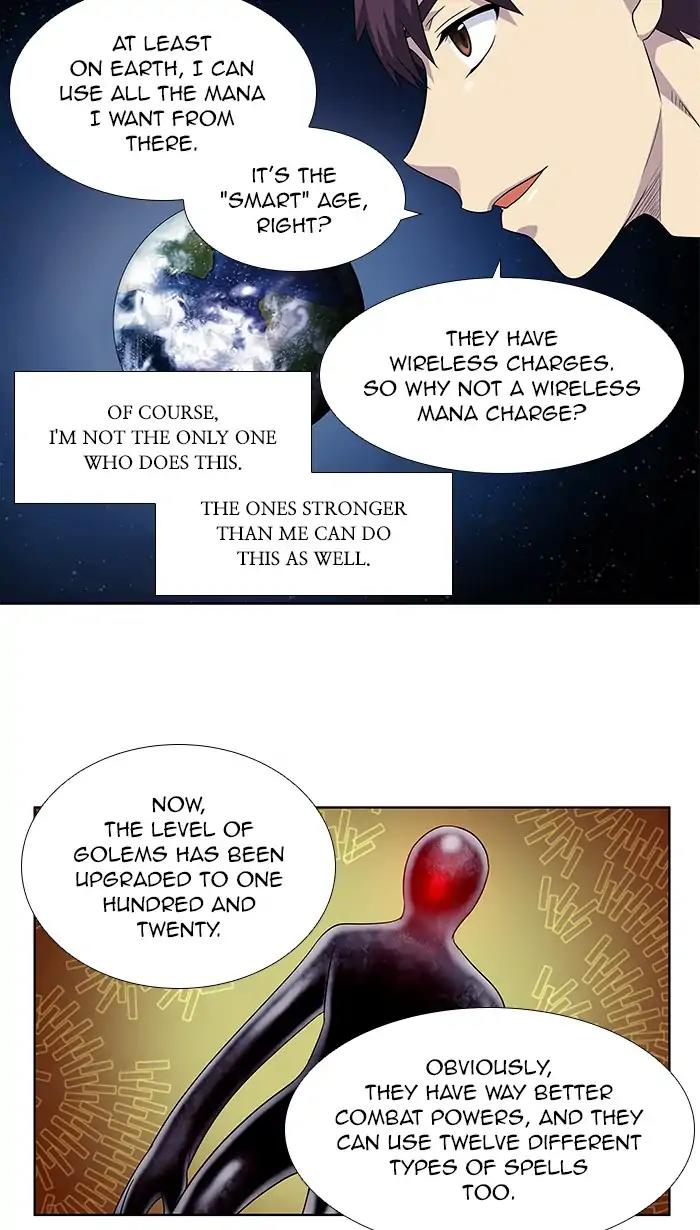 AT LEAST
ON EARTH, I CAN
USE ALL THE MANA
I WANT FROM
THERE.
IT'S THE
"SMART" AGE,
RIGHT?
THEY HAVE
WIRELESS CHARGES.
SO WHY NOT A WIRELESS
MANA CHARGE?
OF COURSE,
I'M NOT THE ONLY ONE
WHO DOES THIS.
THE ONES STRONGER
THAN ME CAN DO
THIS AS WELL.
NOW,
THE LEVEL OF
GOLEMS HAS BEEN
UPGRADED TO ONE
HUNDRED AND
TWENTY.
OBVIOUSLY,
THEY HAVE WAY BETTER
COMBAT POWERS, AND THEY
CAN USE TWELVE DIFFERENT
TYPES OF SPELLS
TOO.